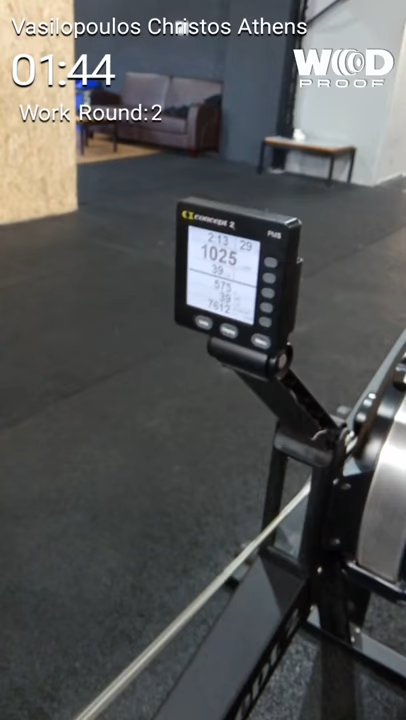 Vasilopoulos Christos Athens
01:44
WOD
PROOF
Work Round:2
concept 2
PM5
2:13 29
1025
39
575
39
7612